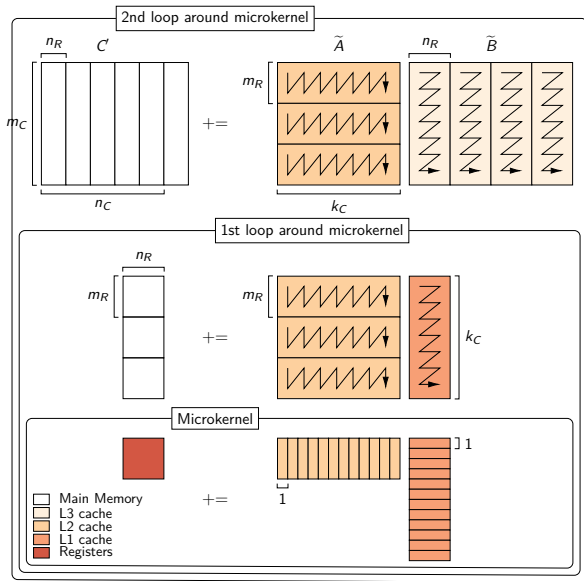 2nd loop around microkernel
n_R C′ Ã n_R B̃
m_R
m_C +=
n_C k_C
1st loop around microkernel
n_R
m_R m_R
+= k_C
Microkernel
1
+= 1
Main Memory
L3 cache
L2 cache
L1 cache
Registers